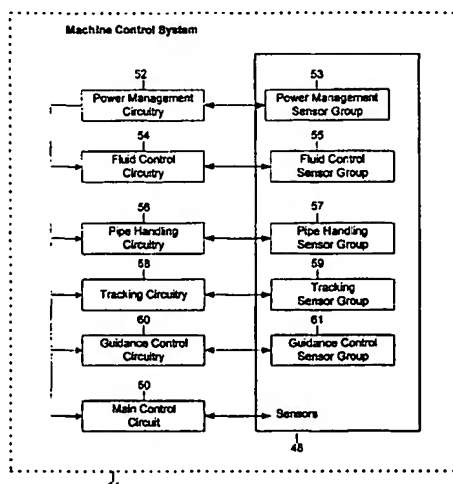 Machine Control System
52
53
Power Management
Circuitry
Power Management
Sensor Group
54
55
Fluid Control
Circuitry
Fluid Control
Sensor Group
56
57
Pipe Handling
Circuitry
Pipe Handling
Sensor Group
58
59
Tracking Circuitry
Tracking
Sensor Group
60
61
Guidance Control
Circuitry
Guidance Control
Sensor Group
50
Main Control
Circuit
Sensors
48